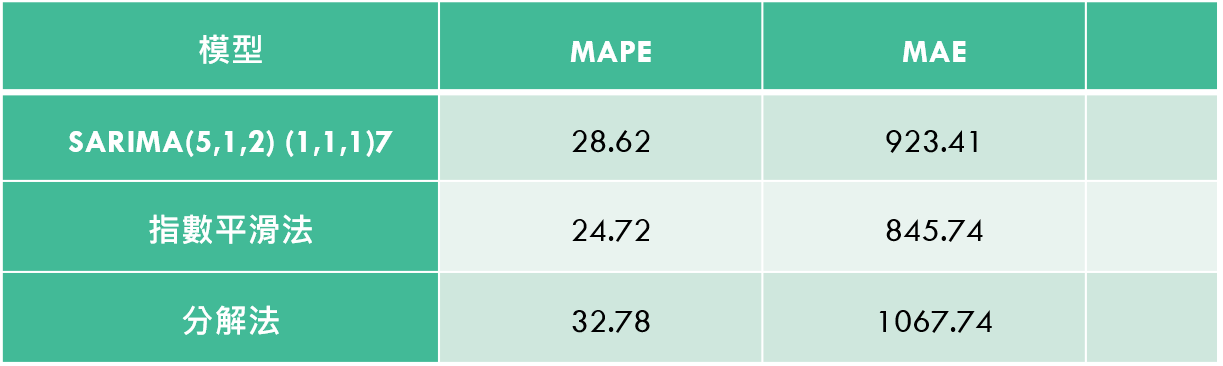 模型 MAPE MAE
SARIMA(5,1,2) (1,1,1)7 28.62 923.41
指數平滑法 24.72 845.74
分解法 32.78 1067.74